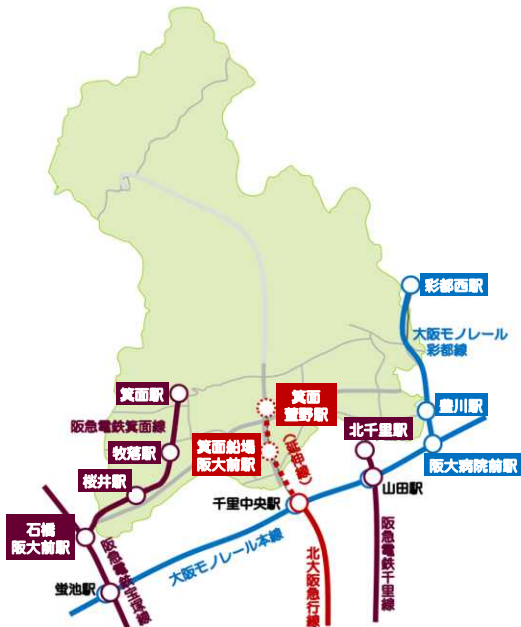 彩都西駅
大阪モノレール
彩都線
箕面駅
箕面
萱野駅
豊川駅
阪急電鉄箕面線
北千里駅
牧落駅
箕面船場
阪大前駅
(延伸線)
阪大病院前駅
桜井駅
山田駅
千里中央駅
石橋
阪大前駅
阪急電鉄宝塚線
大阪モノレール本線
北大阪急行線
阪急電鉄千里線
蛍池駅